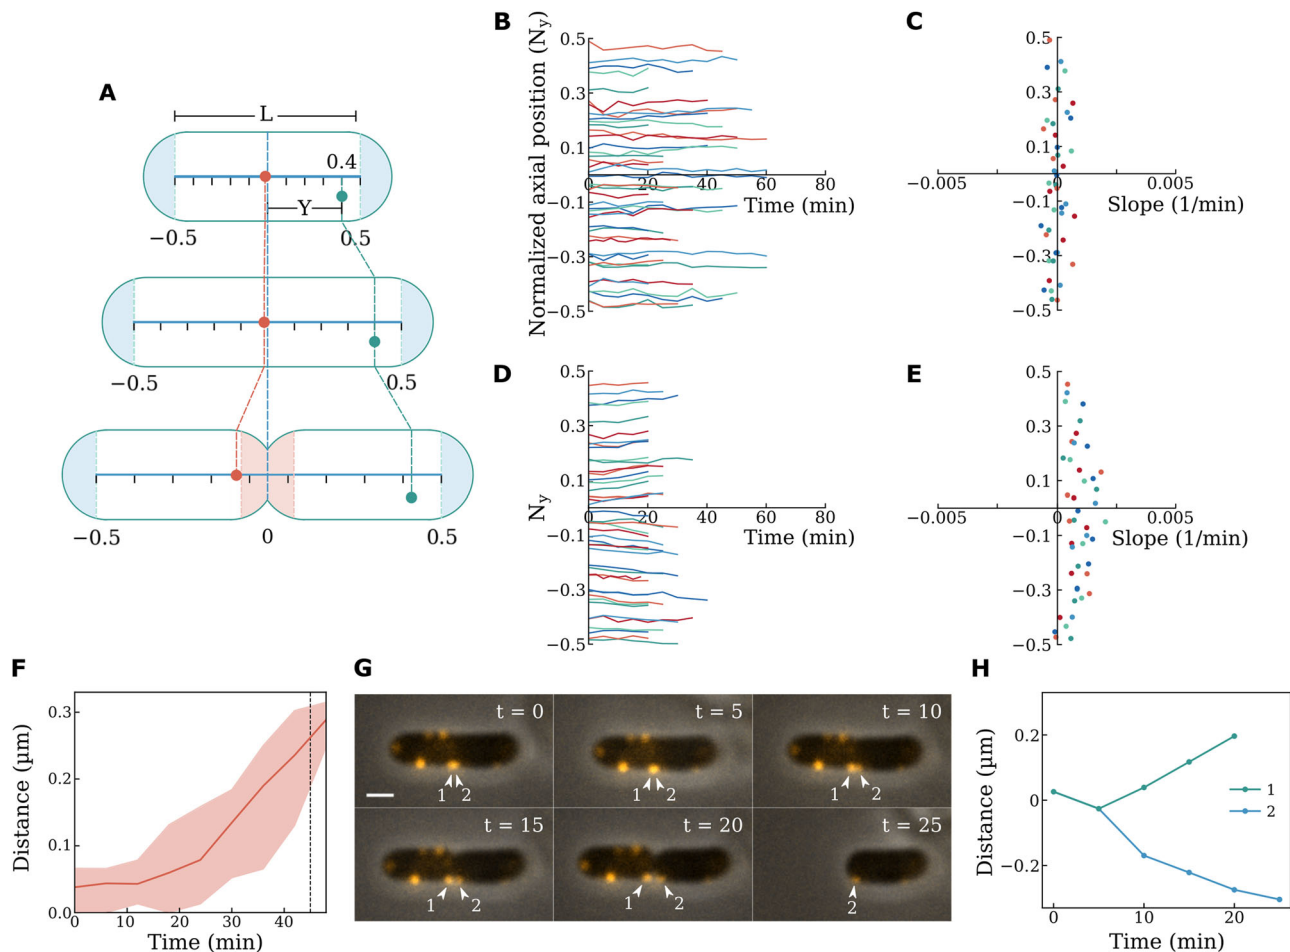 A
L
0.4
Y
−0.5
0.5
−0.5
0.5
−0.5
0
0.5
B
Normalized axial position (Ny)
0.5
0.3
0.1
−0.1
−0.3
−0.5
20
40
60
80
Time (min)
C
0.5
0.3
0.1
−0.1
−0.3
−0.5
−0.005
0
0.005
Slope (1/min)
D
Ny
0.5
0.3
0.1
−0.1
−0.3
−0.5
0
20
40
60
80
Time (min)
E
0.5
0.3
0.1
−0.1
−0.3
−0.5
−0.005
0
0.005
Slope (1/min)
F
Distance (µm)
0.3
0.2
0.1
0.0
0
10
20
30
40
Time (min)
G
t = 0
1 2
t = 5
1 2
t = 10
1 2
t = 15
1 2
t = 20
1 2
t = 25
2
H
Distance (µm)
0.2
0
−0.2
1
2
0
10
20
Time (min)